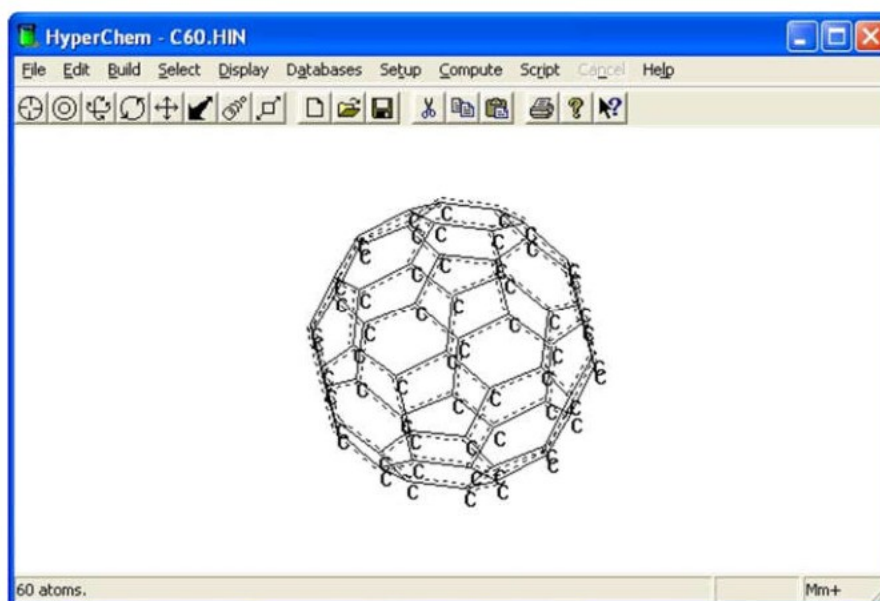 HyperChem - C60.HIN
File Edit Build Select Display Databases Setup Compute Script Cancel Help
C C C C C C C C C C C C C C C C C C C C C C C C C C C C C C C C C C C C C C C C C C C C C C C C
60 atoms. Mm+